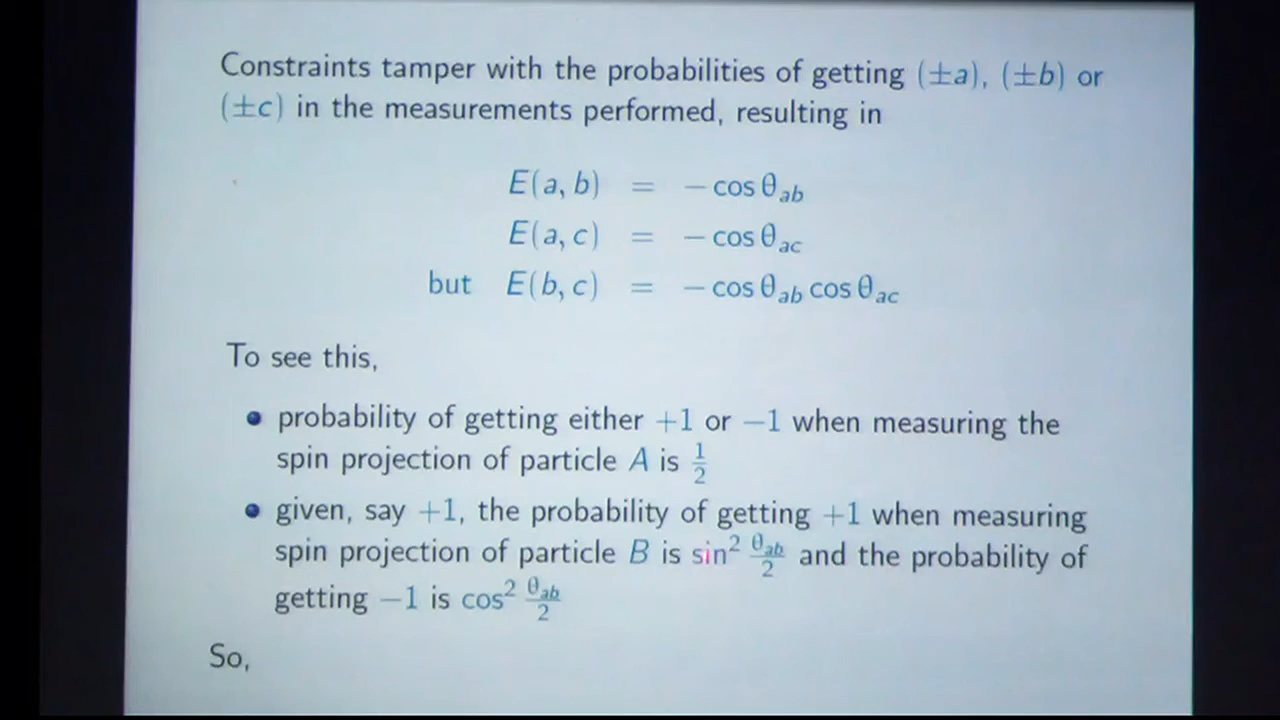 Constraints tamper with the probabilities of getting (±a), (±b) or
(±c) in the measurements performed, resulting in
E(a, b) = − cos θ_ab
E(a, c) = − cos θ_ac
but E(b, c) = − cos θ_ab cos θ_ac
To see this,
probability of getting either +1 or −1 when measuring the
spin projection of particle A is 1/2
given, say +1, the probability of getting +1 when measuring
spin projection of particle B is sin² θ_ab/2 and the probability of
getting −1 is cos² θ_ab/2
So,